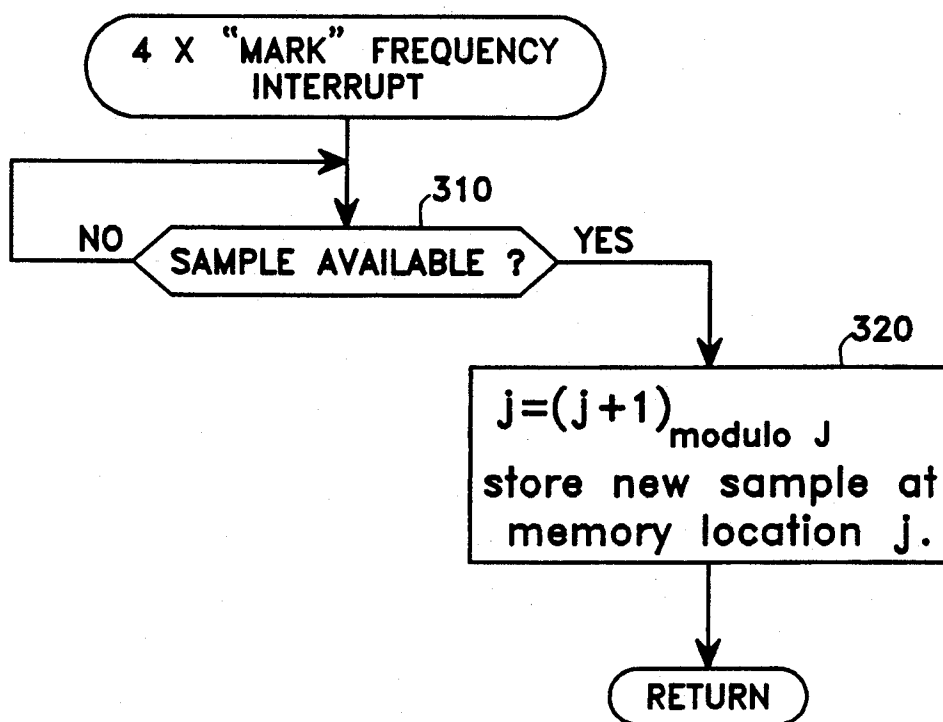 4 X “MARK” FREQUENCY
INTERRUPT
310
NO
SAMPLE AVAILABLE ?
YES
320
j=(j+1)modulo J
store new sample at
memory location j.
RETURN